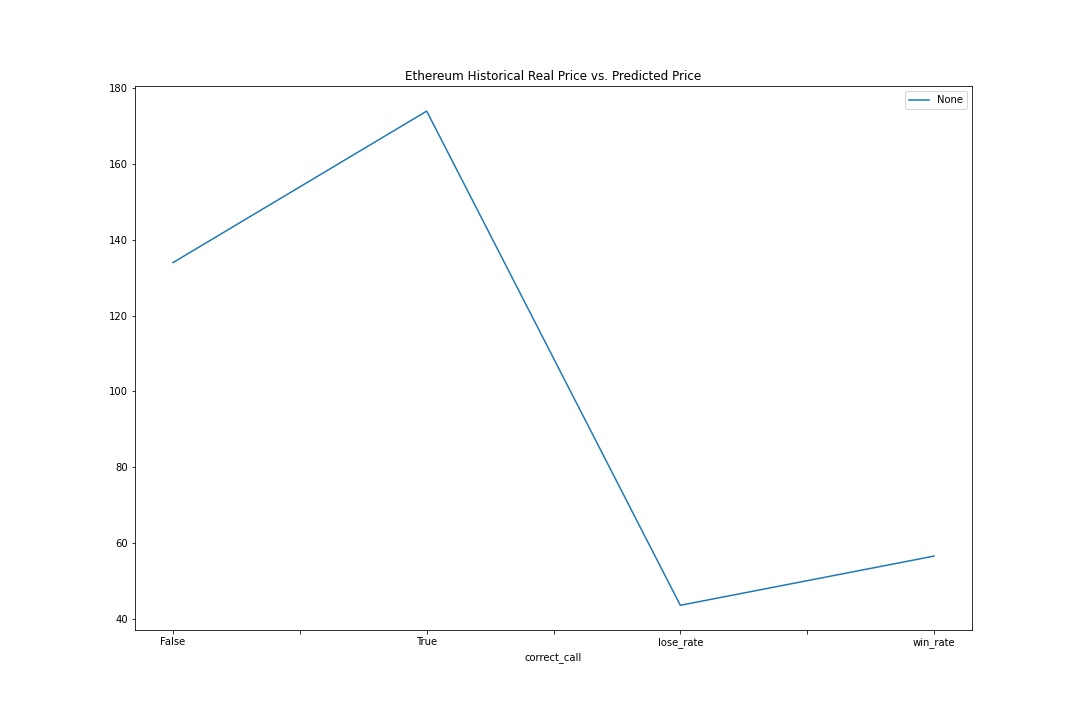 Ethereum Historical Real Price vs. Predicted Price
None
180
160
140
120
100
80
60
40
False True lose_rate win_rate
correct_call